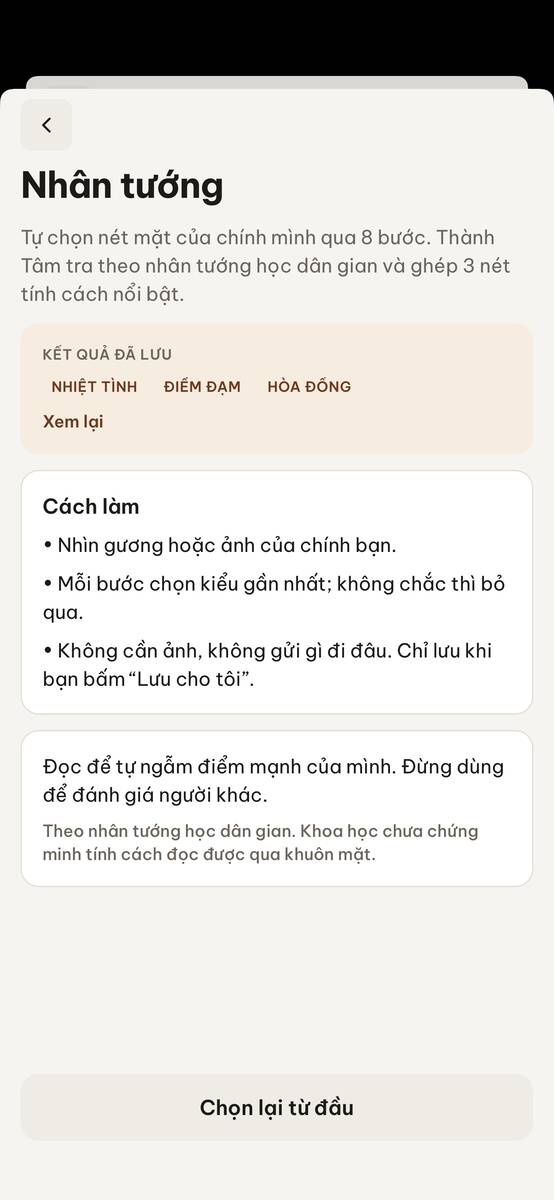 Nhân tướng
Tự chọn nét mặt của chính mình qua 8 bước. Thành
Tâm tra theo nhân tướng học dân gian và ghép 3 nét
tính cách nổi bật.
KẾT QUẢ ĐÃ LƯU
NHIỆT TÌNH ĐIỀM ĐẠM HÒA ĐỒNG
Xem lại
Cách làm
• Nhìn gương hoặc ảnh của chính bạn.
• Mỗi bước chọn kiểu gần nhất; không chắc thì bỏ
qua.
• Không cần ảnh, không gửi gì đi đâu. Chỉ lưu khi
bạn bấm “Lưu cho tôi”.
Đọc để tự ngẫm điểm mạnh của mình. Đừng dùng
để đánh giá người khác.
Theo nhân tướng học dân gian. Khoa học chưa chứng
minh tính cách đọc được qua khuôn mặt.
Chọn lại từ đầu